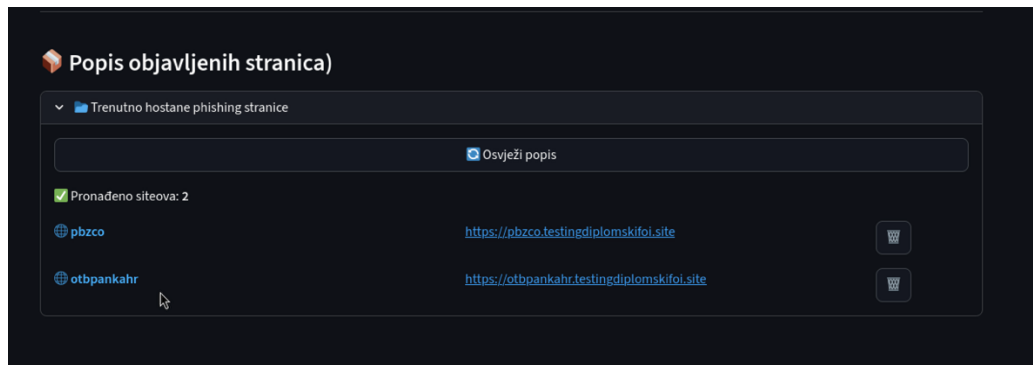 Popis objavljenih stranica)
Trenutno hostane phishing stranice
Osvježi popis
Pronađeno siteova: 2
pbzco https://pbzco.testingdiplomskifoi.site
otbpankahr https://otbpankahr.testingdiplomskifoi.site